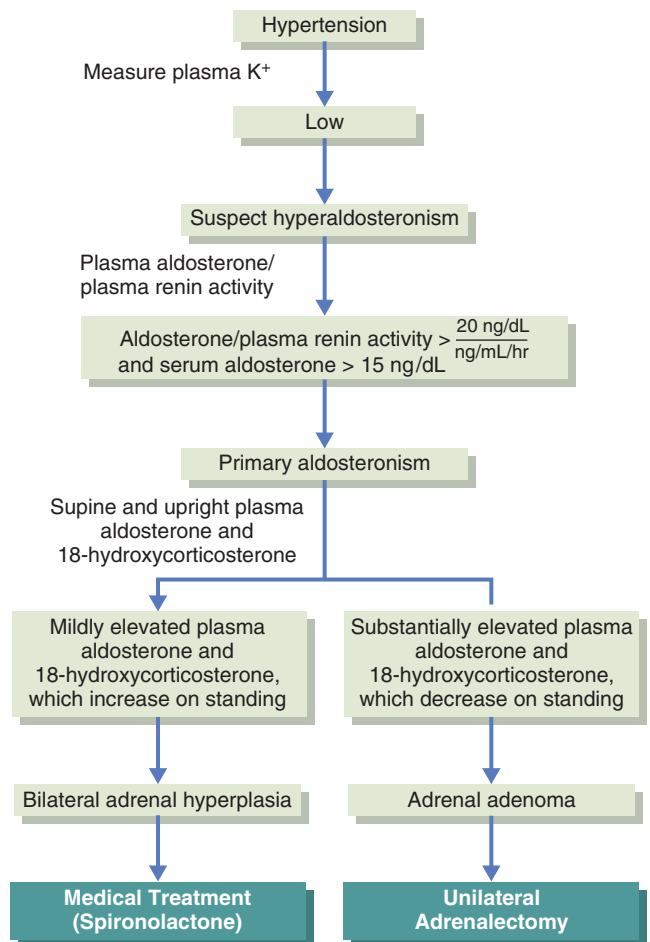 Hypertension
Measure plasma K⁺
Low
Suspect hyperaldosteronism
Plasma aldosterone/
plasma renin activity
Aldosterone/plasma renin activity > 20 ng/dL
ng/mL/hr
and serum aldosterone > 15 ng/dL
Primary aldosteronism
Supine and upright plasma
aldosterone and
18-hydroxycorticosterone
Mildly elevated plasma
aldosterone and
18-hydroxycorticosterone,
which increase on standing
Substantially elevated plasma
aldosterone and
18-hydroxycorticosterone,
which decrease on standing
Bilateral adrenal hyperplasia
Adrenal adenoma
Medical Treatment
(Spironolactone)
Unilateral
Adrenalectomy